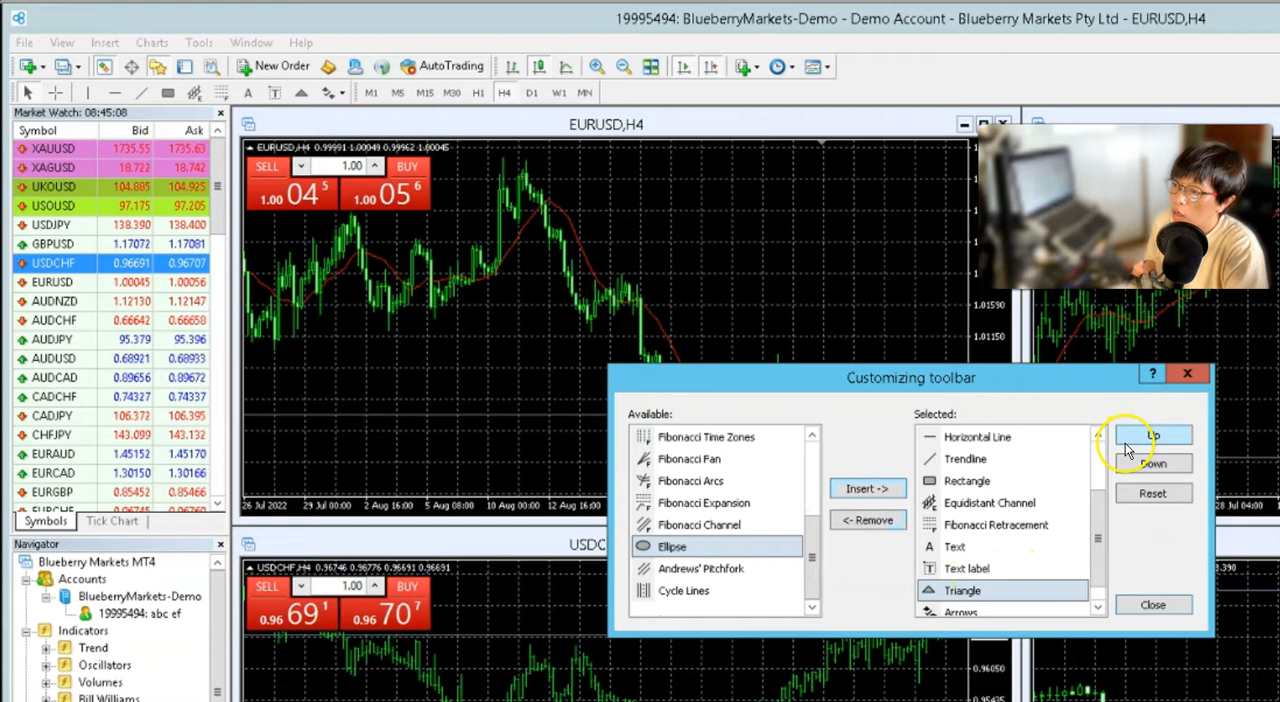 19995494: BlueberryMarkets-Demo - Demo Account - Blueberry Markets Pty Ltd - EURUSD,H4
File View Insert Charts Tools Window Help
New Order AutoTrading
A T M1 M5 M15 M30 H1 H4 D1 W1 MN
Market Watch: 08:45:08
Symbol Bid Ask
XAUUSD 1735.55 1735.63
XAGUSD 18.722 18.742
UKOUSD 104.885 104.925
USOUSD 97.175 97.205
USDJPY 138.390 138.400
GBPUSD 1.17072 1.17081
USDCHF 0.96691 0.96707
EURUSD 1.00045 1.00056
AUDNZD 1.12130 1.12147
AUDCHF 0.66642 0.66658
AUDJPY 95.379 95.396
AUDUSD 0.68921 0.68933
AUDCAD 0.89656 0.89672
CADCHF 0.74327 0.74337
CADJPY 106.372 106.395
CHFJPY 143.099 143.132
EURAUD 1.45152 1.45170
EURCAD 1.30150 1.30166
EURGBP 0.85452 0.85466
Symbols Tick Chart
Navigator
Blueberry Markets MT4
Accounts
BlueberryMarkets-Demo
19995494: abc ef
Indicators
Trend
Oscillators
Volumes
Bill Williams
EURUSD,H4
EURUSD,H4 0.99991 1.00049 0.99962 1.00045
SELL 1.00 BUY
1.00 04 5 1.00 05 6
1.01590
1.01150
26 Jul 2022 29 Jul 00:00 2 Aug 16:00 5 Aug 08:00 10 Aug 00:00 12 Aug 16:00
USDC
USDCHF,H4 0.96746 0.96776 0.96691 0.96691
SELL 1.00 BUY
0.96 69 1 0.96 70 7
0.96050
0.95435
Jul 04:00
Customizing toolbar
?
Available:
Fibonacci Time Zones
Fibonacci Fan
Fibonacci Arcs
Fibonacci Expansion
Fibonacci Channel
Ellipse
Andrews' Pitchfork
Cycle Lines
Insert ->
<- Remove
Selected:
Horizontal Line
Trendline
Rectangle
Equidistant Channel
Fibonacci Retracement
A Text
T Text label
Triangle
Arrows
Up
Down
Reset
Close